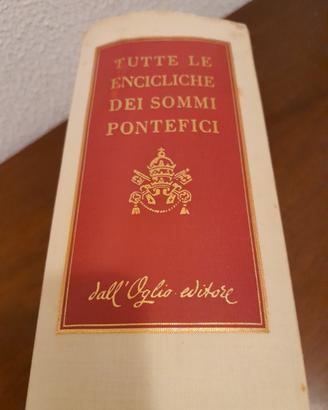 TUTTE LE
ENCICLICHE
DEI SOMMI
PONTEFICI
dall'Oglio · editore